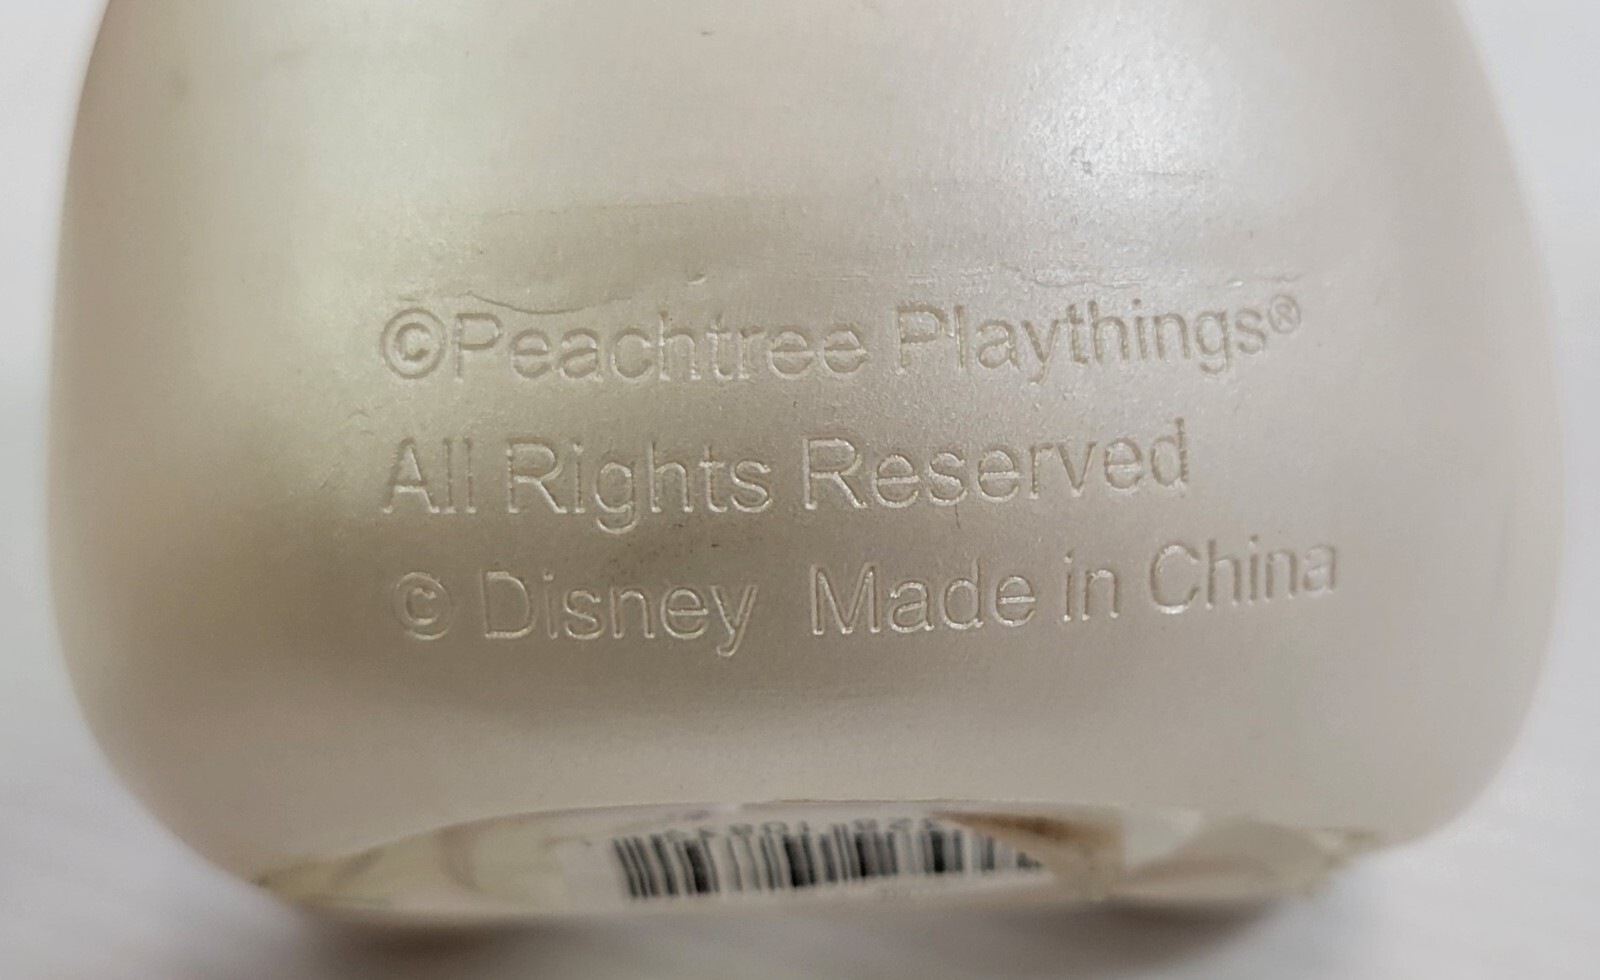 ©Peachtree Playthings®
All Rights Reserved
© Disney Made in China